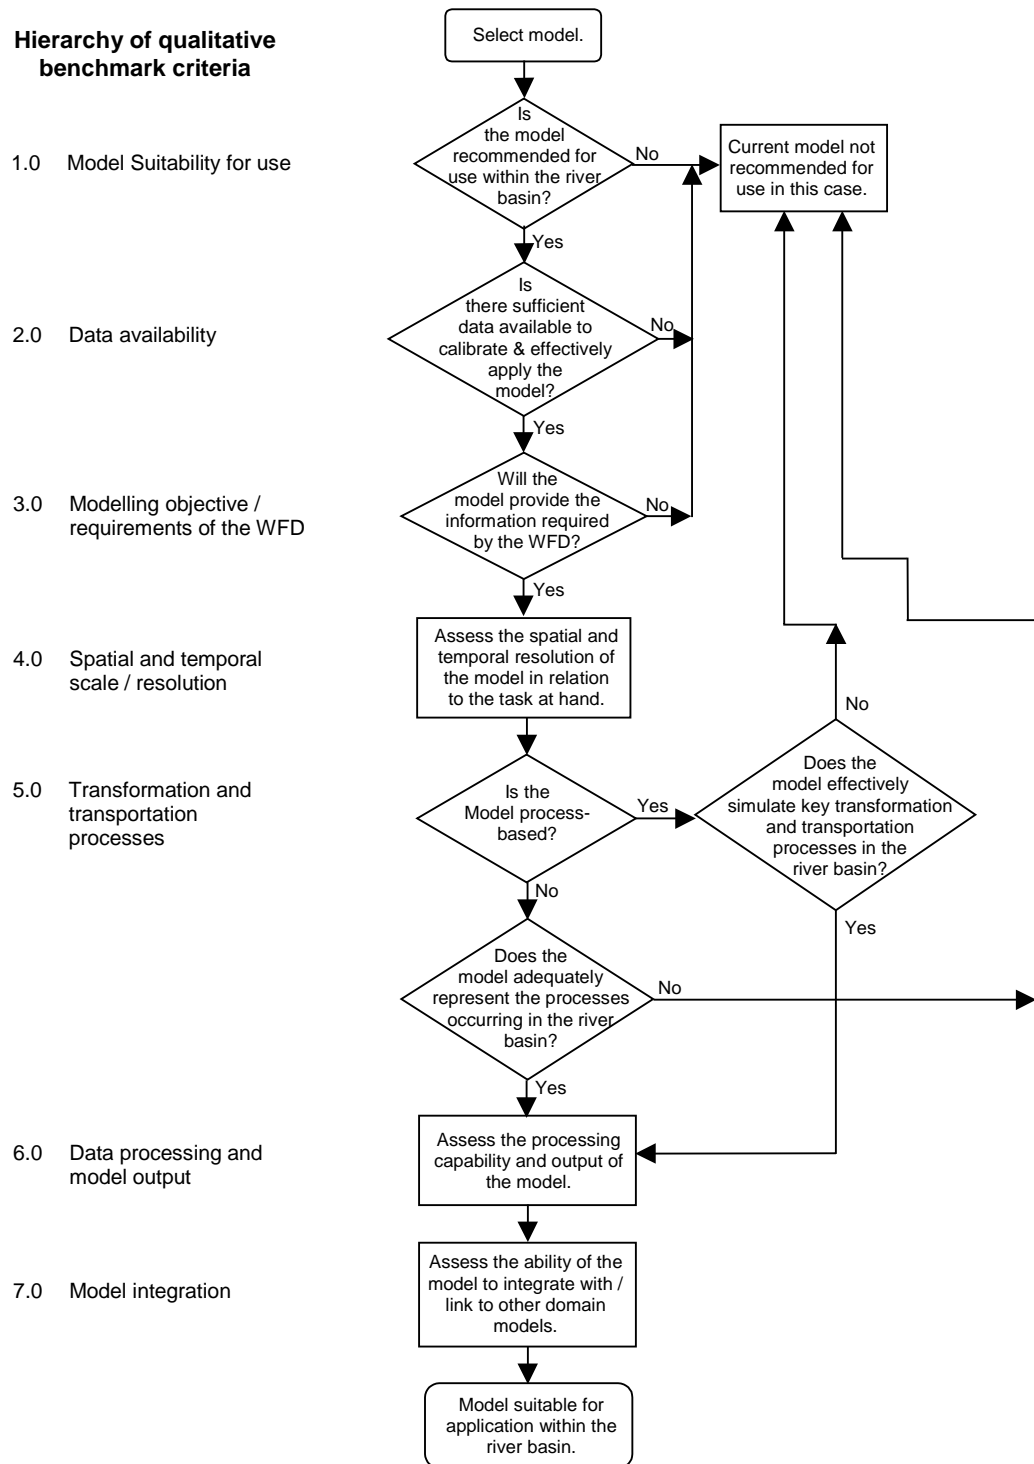 Hierarchy of qualitative
benchmark criteria
Select model.
1.0 Model Suitability for use
Is
the model
recommended for
use within the river
basin?
No
Current model not
recommended for
use in this case.
Yes
2.0 Data availability
Is
there sufficient
data available to
calibrate & effectively
apply the
model?
No
Yes
3.0 Modelling objective /
requirements of the WFD
Will the
model provide the
information required
by the WFD?
No
Yes
4.0 Spatial and temporal
scale / resolution
Assess the spatial and
temporal resolution of
the model in relation
to the task at hand.
No
5.0 Transformation and
transportation
processes
Is the
Model process-
based?
Yes
Does the
model effectively
simulate key transformation
and transportation
processes in the
river basin?
No
Yes
Does the
model adequately
represent the processes
occurring in the river
basin?
No
Yes
6.0 Data processing and
model output
Assess the processing
capability and output of
the model.
7.0 Model integration
Assess the ability of the
model to integrate with /
link to other domain
models.
Model suitable for
application within the
river basin.